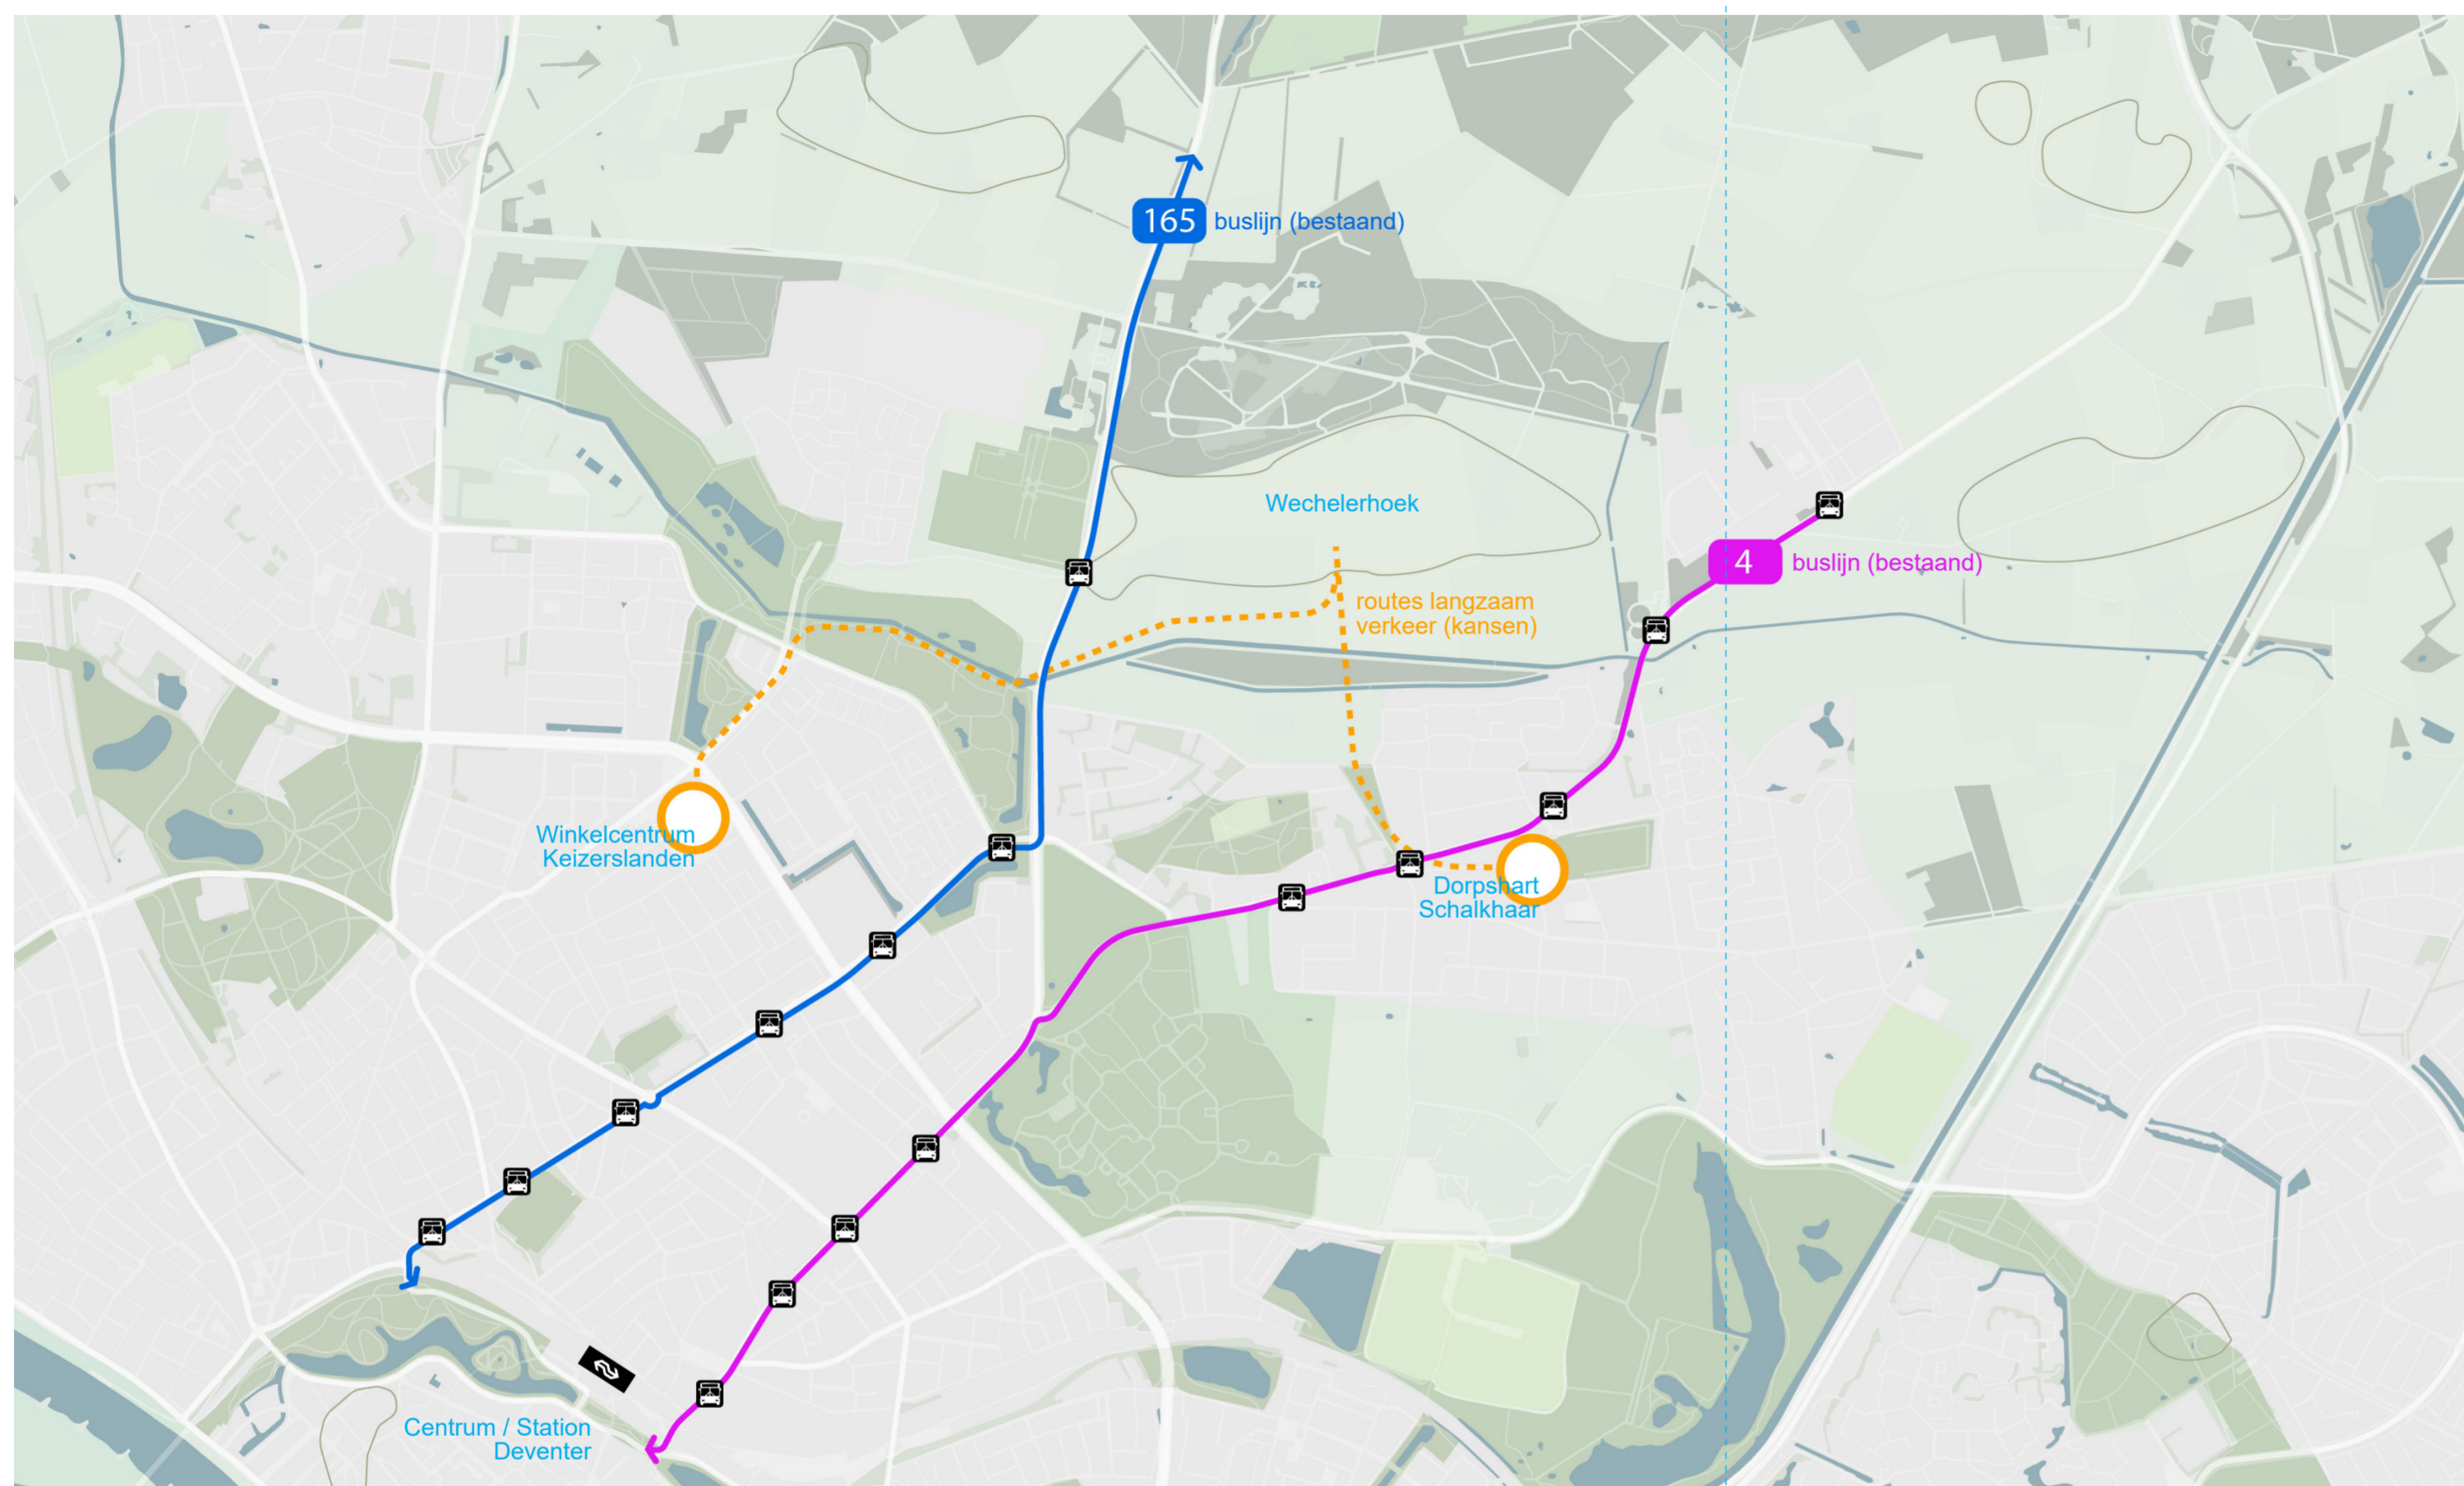 165 buslijn (bestaand)
Wechelerhoek
4 buslijn (bestaand)
routes langzaam
verkeer (kansen)
Winkelcentrum
Keizerslanden
Dorpshart
Schalkhaar
Centrum / Station
Deventer